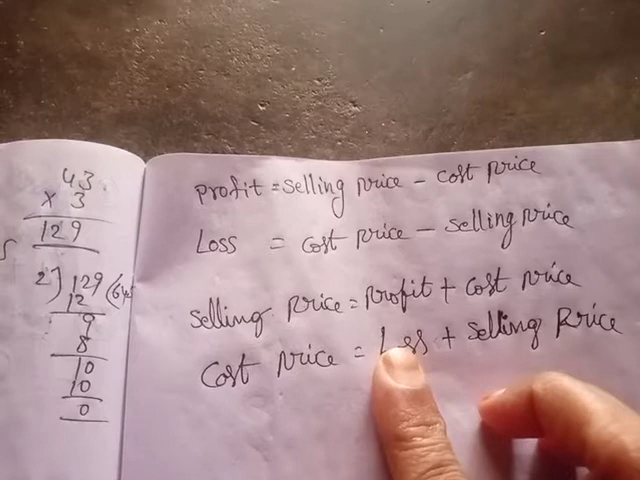 43
x 3
129
2) 129 (64
12
9
8
10
10
0
Profit = selling price - cost price
Loss = cost price - selling price
selling price = profit + cost price
Cost price = Loss + selling Price